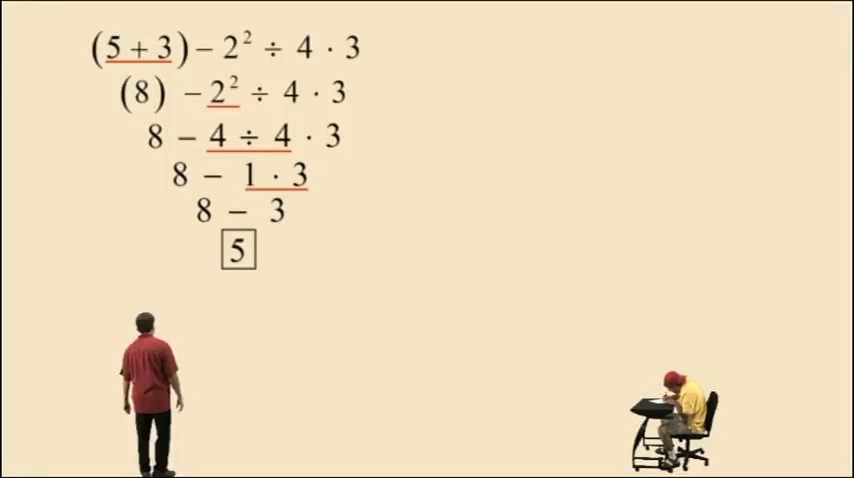 (5 + 3) − 2² ÷ 4 · 3
(8) − 2² ÷ 4 · 3
8 − 4 ÷ 4 · 3
8 − 1 · 3
8 − 3
5